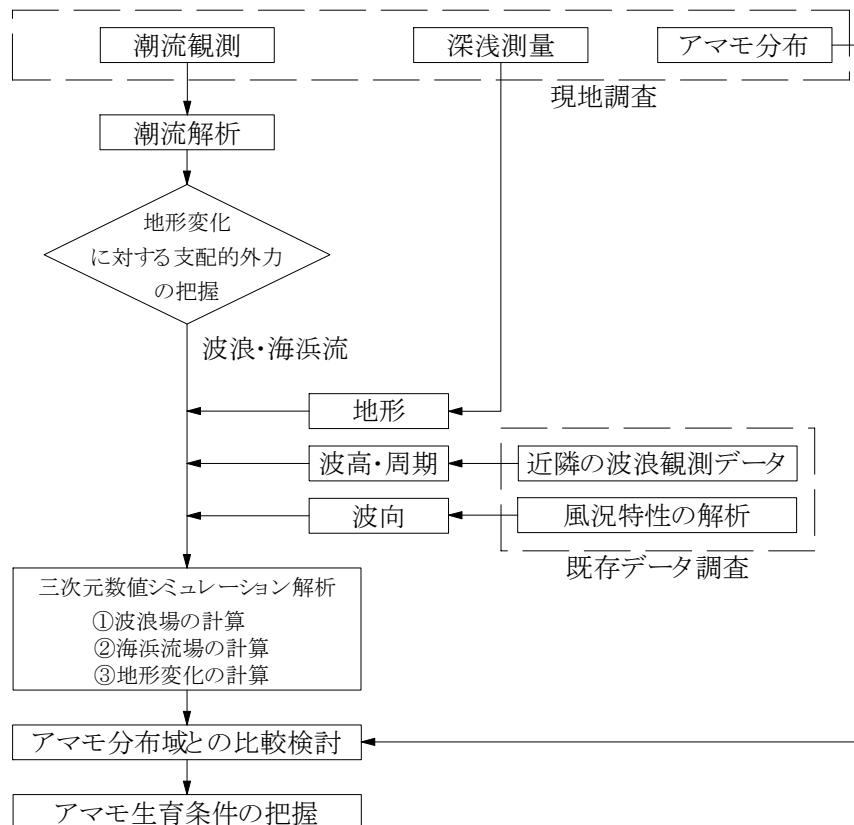 潮流観測
深浅測量
アマモ分布
現地調査
潮流解析
地形変化
に対する支配的外力
の把握
波浪・海浜流
地形
波高・周期
近隣の波浪観測データ
波向
風況特性の解析
既存データ調査
三次元数値シミュレーション解析
①波浪場の計算
②海浜流場の計算
③地形変化の計算
アマモ分布域との比較検討
アマモ生育条件の把握